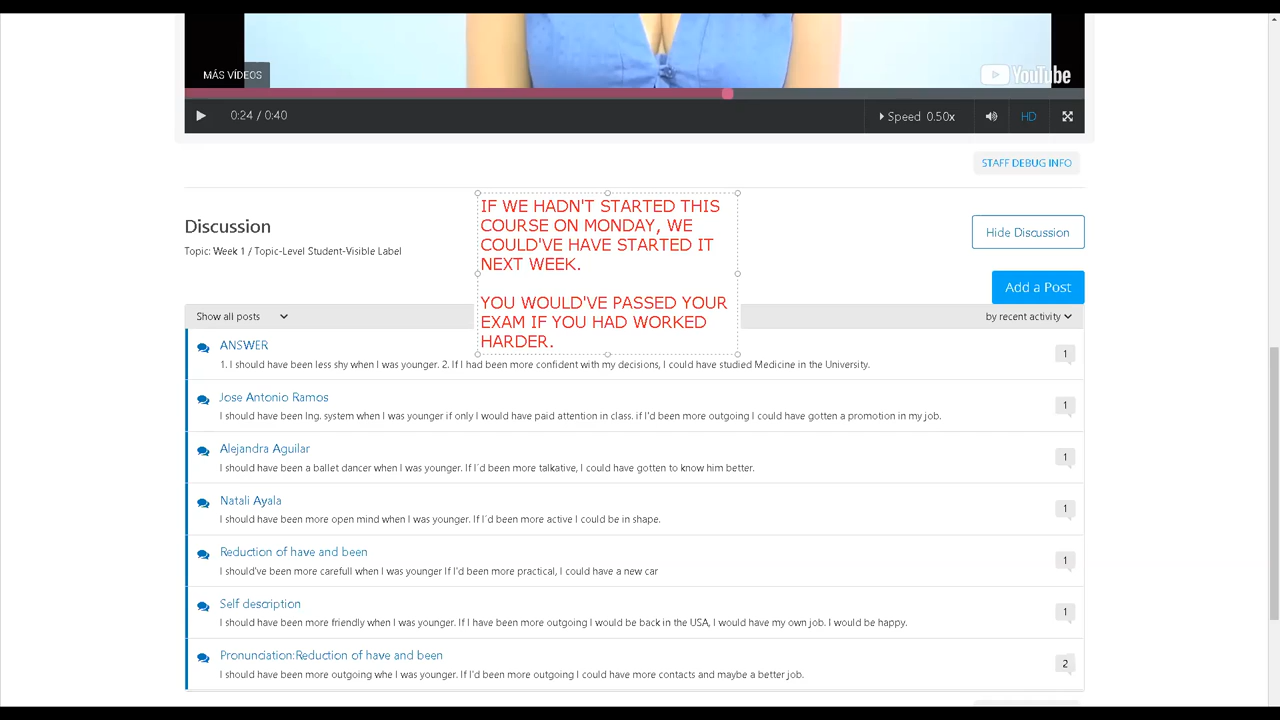 MÁS VÍDEOS
YouTube
0:24 / 0:40
Speed 0.50x
HD
STAFF DEBUG INFO
IF WE HADN'T STARTED THIS
COURSE ON MONDAY, WE
COULD'VE HAVE STARTED IT
NEXT WEEK.
YOU WOULD'VE PASSED YOUR
EXAM IF YOU HAD WORKED
HARDER.
Discussion
Topic: Week 1 / Topic-Level Student-Visible Label
Hide Discussion
Add a Post
Show all posts
by recent activity
ANSWER
1
1. I should have been less shy when I was younger. 2. If I had been more confident with my decisions, I could have studied Medicine in the University.
Jose Antonio Ramos
1
I should have been Ing. system when I was younger if only I would have paid attention in class. if I'd been more outgoing I could have gotten a promotion in my job.
Alejandra Aguilar
1
I should have been a ballet dancer when I was younger. If I´d been more talkative, I could have gotten to know him better.
Natali Ayala
1
I should have been more open mind when I was younger. If I´d been more active I could be in shape.
Reduction of have and been
1
I should've been more carefull when I was younger If I'd been more practical, I could have a new car
Self description
1
I should have been more friendly when I was younger. If I have been more outgoing I would be back in the USA, I would have my own job. I would be happy.
Pronunciation:Reduction of have and been
2
I should have been more outgoing whe I was younger. If I'd been more outgoing I could have more contacts and maybe a better job.